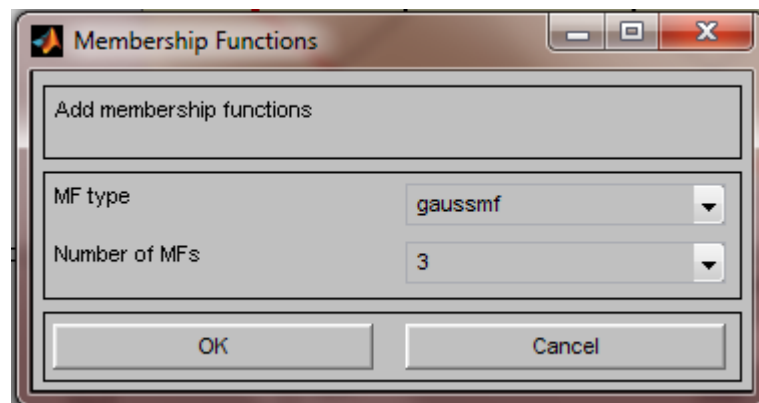 Membership Functions
Add membership functions
MF type
gaussmf
Number of MFs
3
OK
Cancel